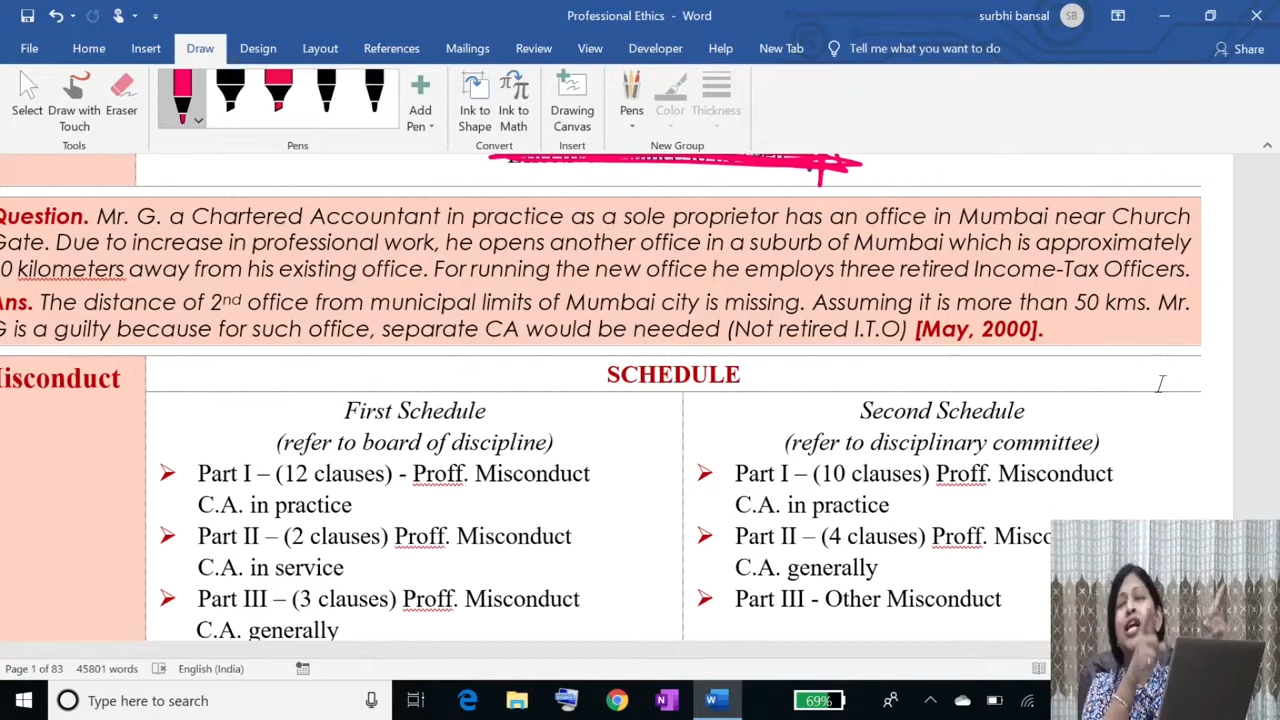 Professional Ethics - Word
surbhi bansal SB
File Home Insert Draw Design Layout References Mailings Review View Developer Help New Tab Tell me what you want to do Share
Select Draw with Touch Eraser
Add Pen
Ink to Shape Ink to Math
Drawing Canvas
Pens Color Thickness
Tools Pens Convert Insert New Group
Question. Mr. G. a Chartered Accountant in practice as a sole proprietor has an office in Mumbai near Church
Gate. Due to increase in professional work, he opens another office in a suburb of Mumbai which is approximately
0 kilometers away from his existing office. For running the new office he employs three retired Income-Tax Officers.
Ans. The distance of 2nd office from municipal limits of Mumbai city is missing. Assuming it is more than 50 kms. Mr.
G is a guilty because for such office, separate CA would be needed (Not retired I.T.O) [May, 2000].
isconduct
SCHEDULE
First Schedule
(refer to board of discipline)
Part I – (12 clauses) - Proff. Misconduct
C.A. in practice
Part II – (2 clauses) Proff. Misconduct
C.A. in service
Part III – (3 clauses) Proff. Misconduct
C.A. generally
Second Schedule
(refer to disciplinary committee)
Part I – (10 clauses) Proff. Misconduct
C.A. in practice
Part II – (4 clauses) Proff. Misco
C.A. generally
Part III - Other Misconduct
Page 1 of 83 45801 words English (India)
Type here to search
69%